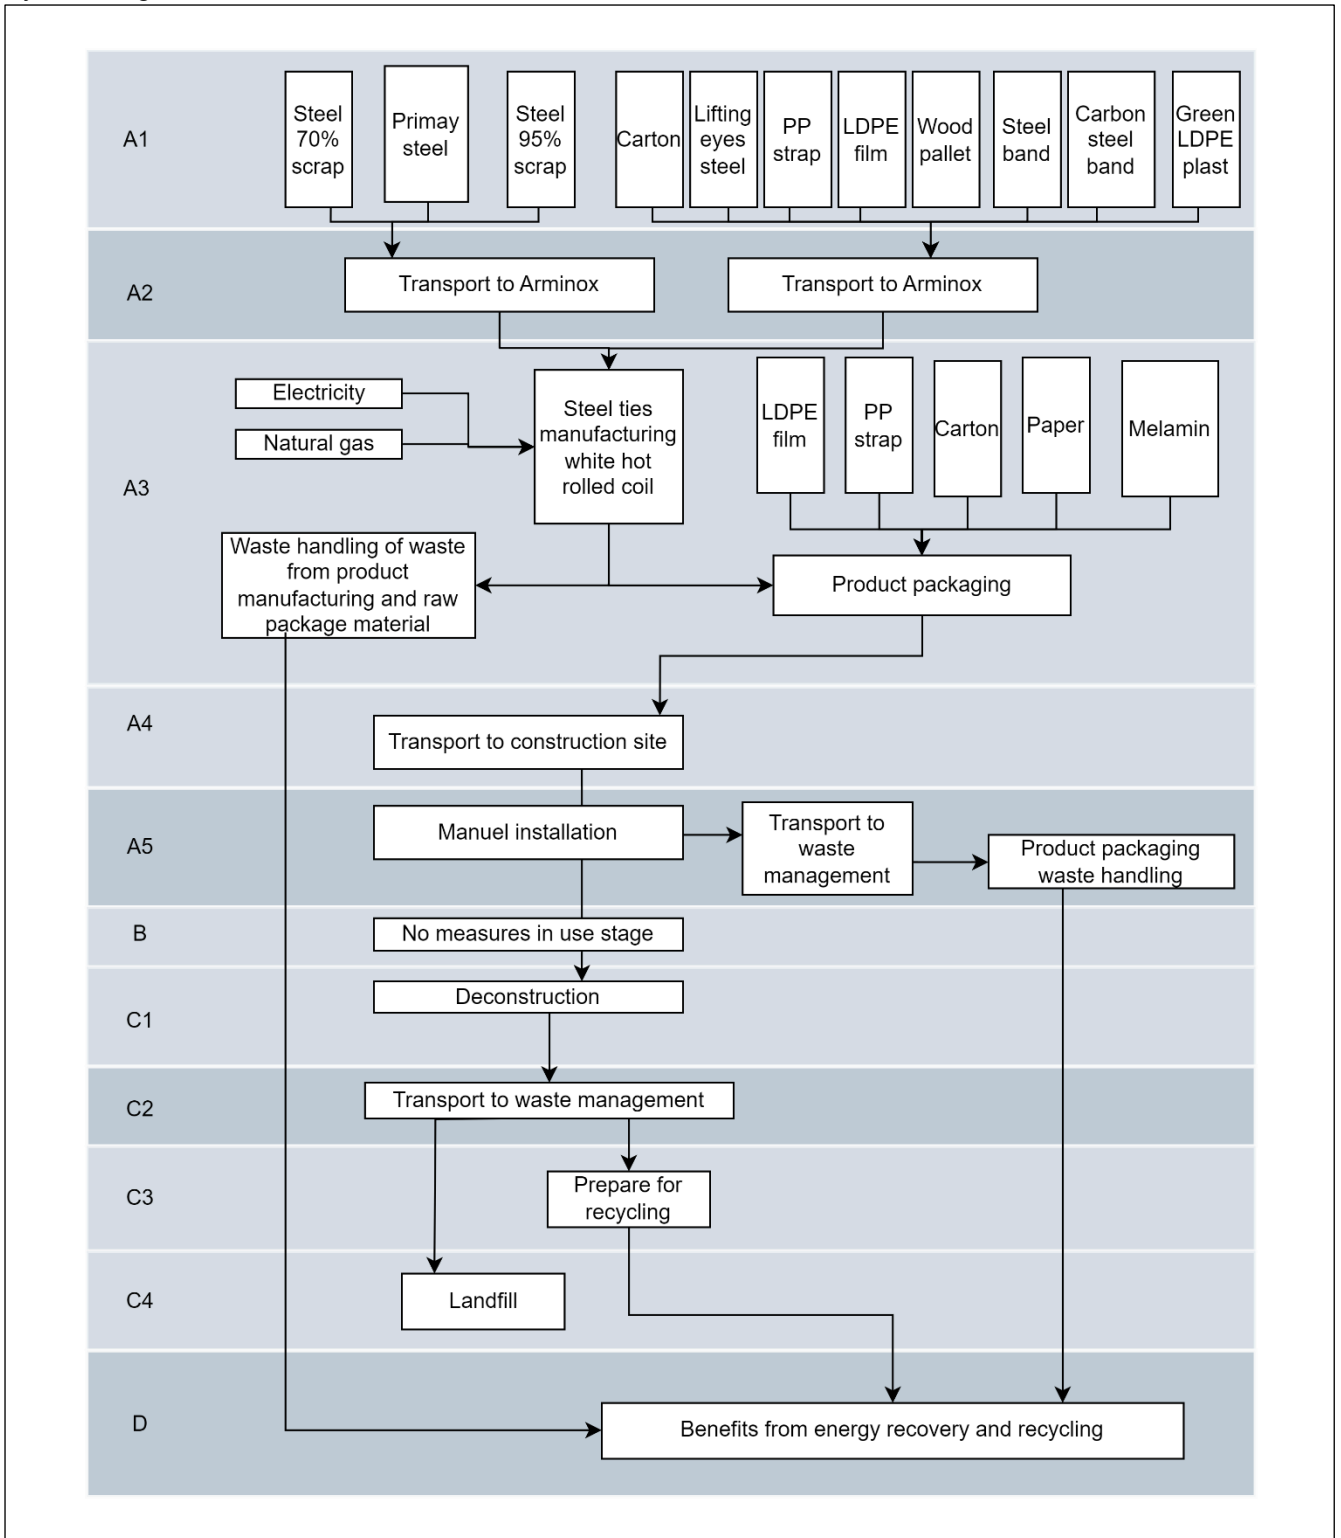 A1
Steel
70%
scrap
Primay
steel
Steel
95%
scrap
Carton
Lifting
eyes
steel
PP
strap
LDPE
film
Wood
pallet
Steel
band
Carbon
steel
band
Green
LDPE
plast
A2
Transport to Arminox
Transport to Arminox
A3
Electricity
Natural gas
Steel ties
manufacturing
white hot
rolled coil
LDPE
film
PP
strap
Carton
Paper
Melamin
Waste handling of waste
from product
manufacturing and raw
package material
Product packaging
A4
Transport to construction site
A5
Manuel installation
Transport to
waste
management
Product packaging
waste handling
B
No measures in use stage
C1
Deconstruction
C2
Transport to waste management
C3
Prepare for
recycling
C4
Landfill
D
Benefits from energy recovery and recycling